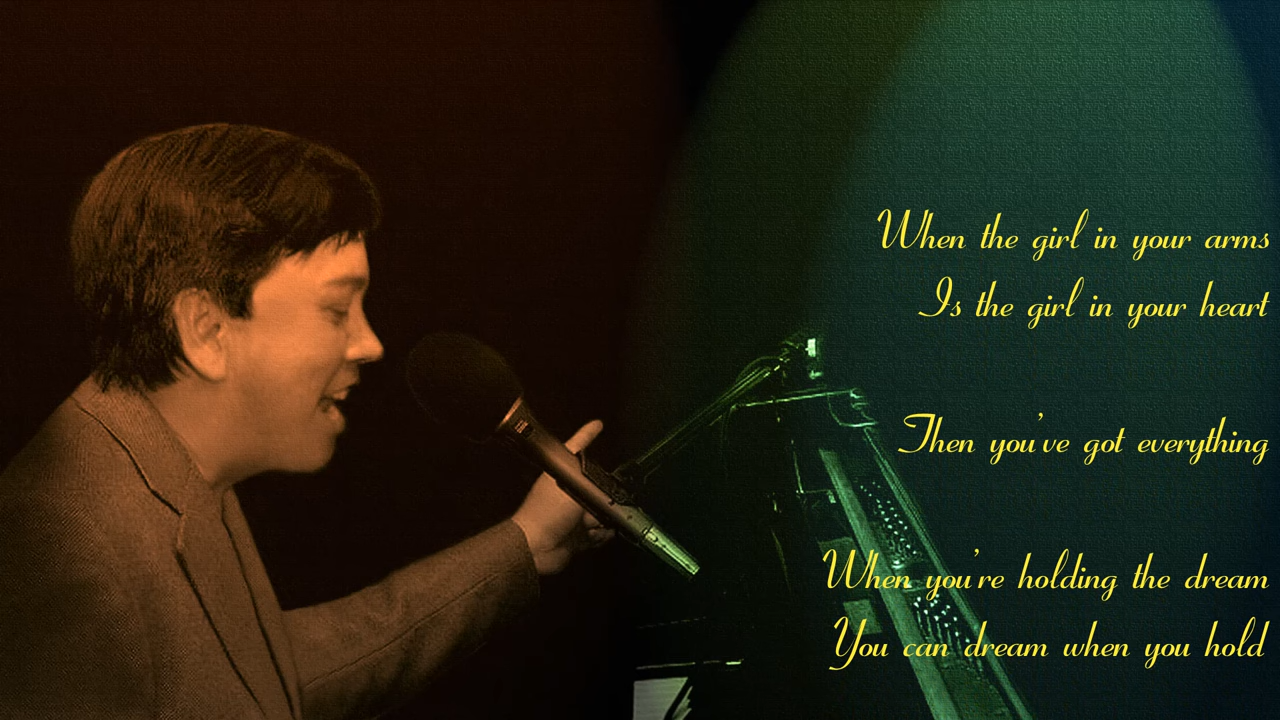 When the girl in your arms
Is the girl in your heart
Then you've got everything
When you're holding the dream
You can dream when you hold